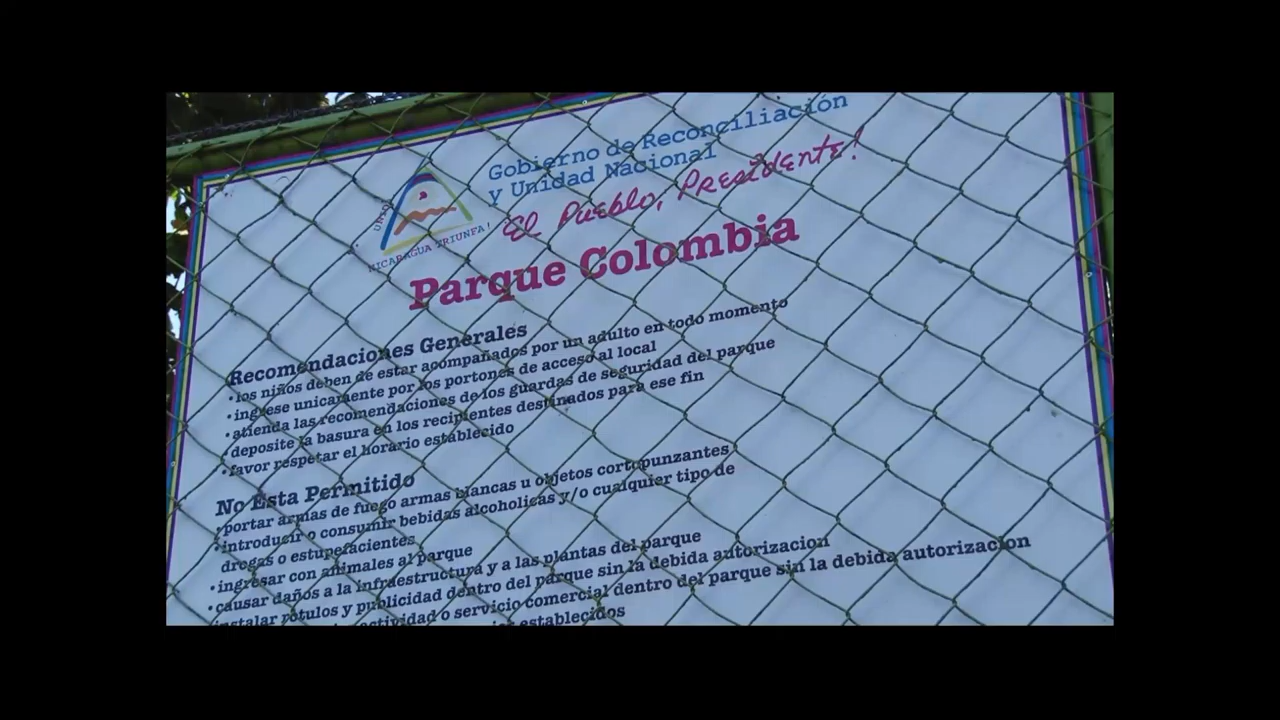 Gobierno de Reconciliación
y Unidad Nacional
El Pueblo, Presidente!
UNIDA
NICARAGUA TRIUNFA!
Parque Colombia
Recomendaciones Generales
• los niños deben de estar acompañados por un adulto en todo momento
• ingrese unicamente por los portones de acceso al local
• atienda las recomendaciones de los guardas de seguridad del parque
deposite la basura en los recipientes destinados para ese fin
• favor respetar el horario establecido
No Esta Permitido
• portar armas de fuego armas blancas u objetos cortopunzantes
• introducir o consumir bebidas alcoholicas y/o cualquier tipo de
drogas o estupefacientes
• ingresar con animales al parque
• causar daños a la infraestructura y a las plantas del parque
instalar rótulos y publicidad dentro del parque sin la debida autorizacion
actividad o servicio comercial dentro del parque sin la debida autorizacion
establecidos